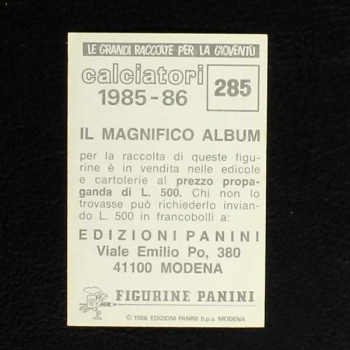 LE GRANDI RACCOLTE PER LA GIOVENTÙ
calciatori
1985-86
285
IL MAGNIFICO ALBUM
per la raccolta di queste figu-
rine è in vendita nelle edicole
e cartolerie al prezzo propa-
ganda di L. 500. Chi non lo
trovasse può richiederlo invian-
do L. 500 in francobolli a:
EDIZIONI PANINI
Viale Emilio Po, 380
41100 MODENA
FIGURINE PANINI
© 1986 EDIZIONI PANINI S.p.a. MODENA